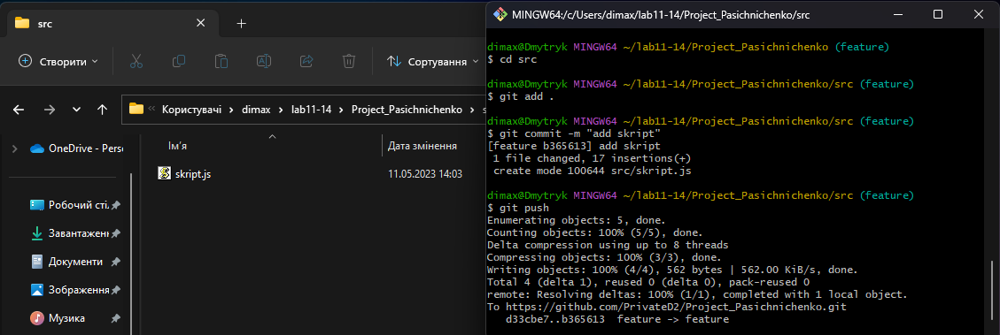 src
Створити
Сортування
Користувачі
dimax
lab11-14
Project_Pasichnichenko
OneDrive - Perso
Робочий стіл
Завантажен
Документи
Зображення
Музика
Ім'я
Дата змінення
skript.js
11.05.2023 14:03
MINGW64:/c/Users/dimax/lab11-14/Project_Pasichnichenko/src
dimax@Dmytryk MINGW64 ~/lab11-14/Project_Pasichnichenko (feature)
$ cd src
dimax@Dmytryk MINGW64 ~/lab11-14/Project_Pasichnichenko/src (feature)
$ git add .
dimax@Dmytryk MINGW64 ~/lab11-14/Project_Pasichnichenko/src (feature)
$ git commit -m "add skript"
[feature b365613] add skript
1 file changed, 17 insertions(+)
create mode 100644 src/skript.js
dimax@Dmytryk MINGW64 ~/lab11-14/Project_Pasichnichenko/src (feature)
$ git push
Enumerating objects: 5, done.
Counting objects: 100% (5/5), done.
Delta compression using up to 8 threads
Compressing objects: 100% (3/3), done.
Writing objects: 100% (4/4), 562 bytes | 562.00 KiB/s, done.
Total 4 (delta 1), reused 0 (delta 0), pack-reused 0
remote: Resolving deltas: 100% (1/1), completed with 1 local object.
To https://github.com/PrivateD2/Project_Pasichnichenko.git
d33cbe7..b365613  feature -> feature